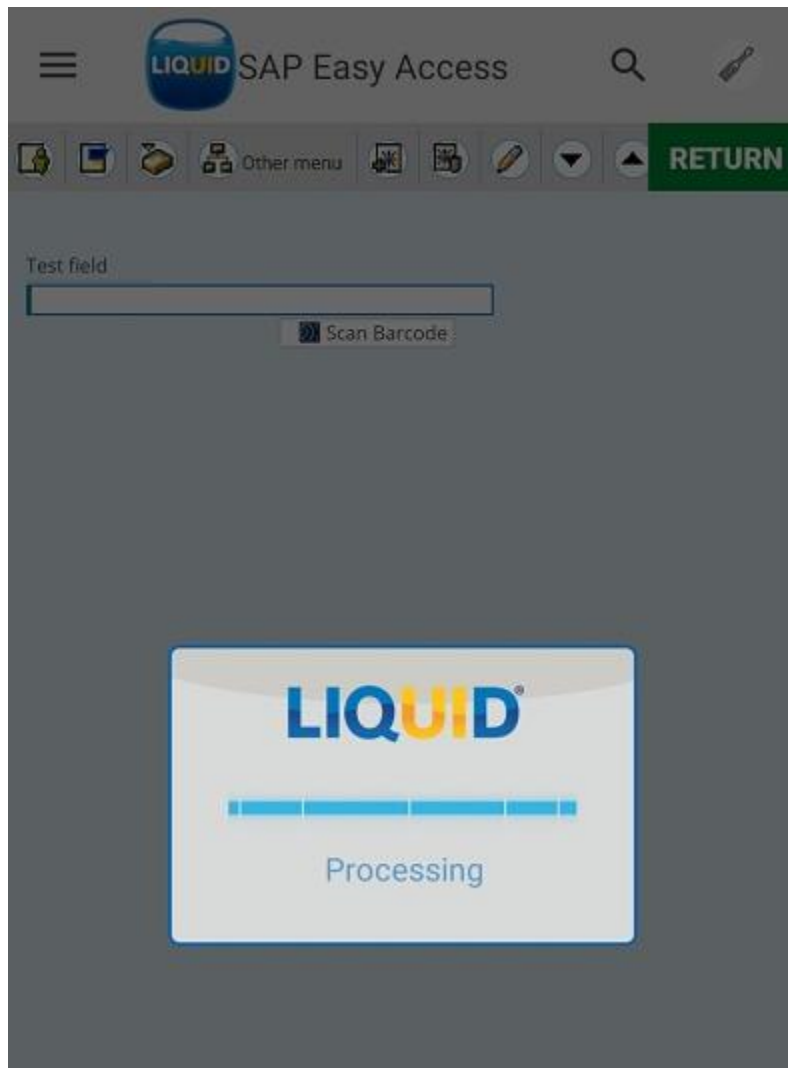 LIQUID SAP Easy Access
Other menu RETURN
Test field
Scan Barcode
LIQUID®
Processing